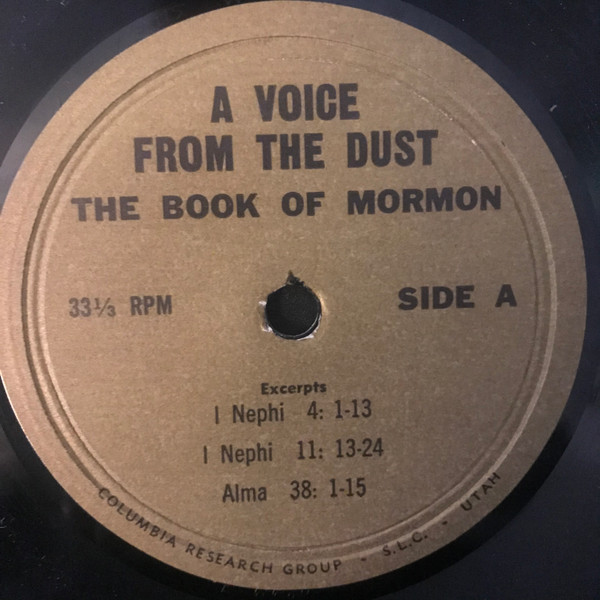 A VOICE
FROM THE DUST
THE BOOK OF MORMON
33⅓ RPM
SIDE A
Excerpts
I Nephi 4: 1-13
I Nephi 11: 13-24
Alma 38: 1-15
COLUMBIA RESEARCH GROUP - S.L.C. - UTAH